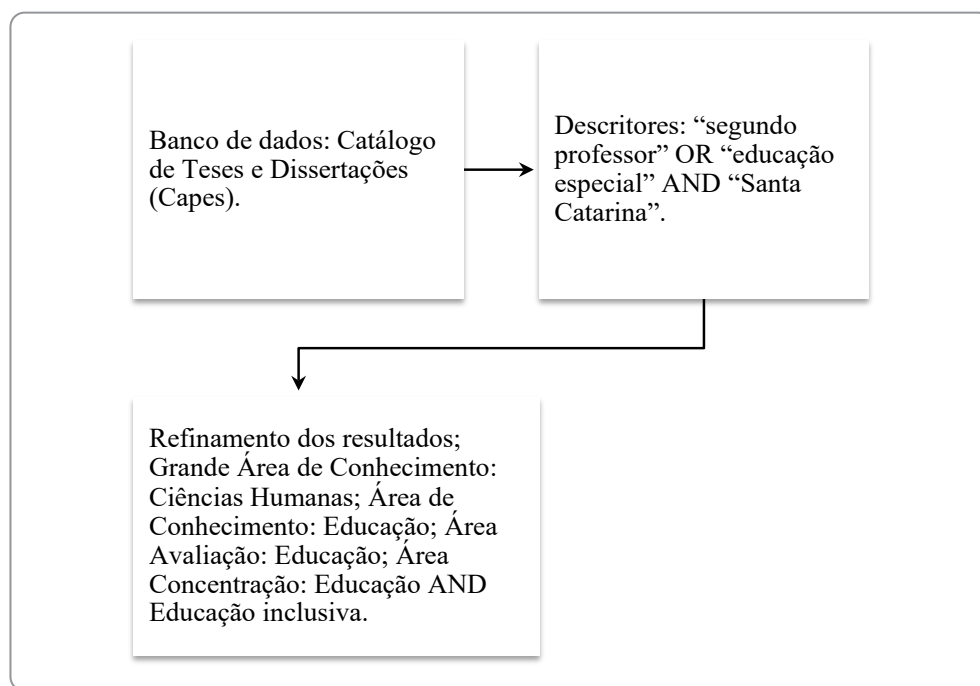 Banco de dados: Catálogo
de Teses e Dissertações
(Capes).
Descritores: “segundo
professor” OR “educação
especial” AND “Santa
Catarina”.
Refinamento dos resultados;
Grande Área de Conhecimento:
Ciências Humanas; Área de
Conhecimento: Educação; Área
Avaliação: Educação; Área
Concentração: Educação AND
Educação inclusiva.